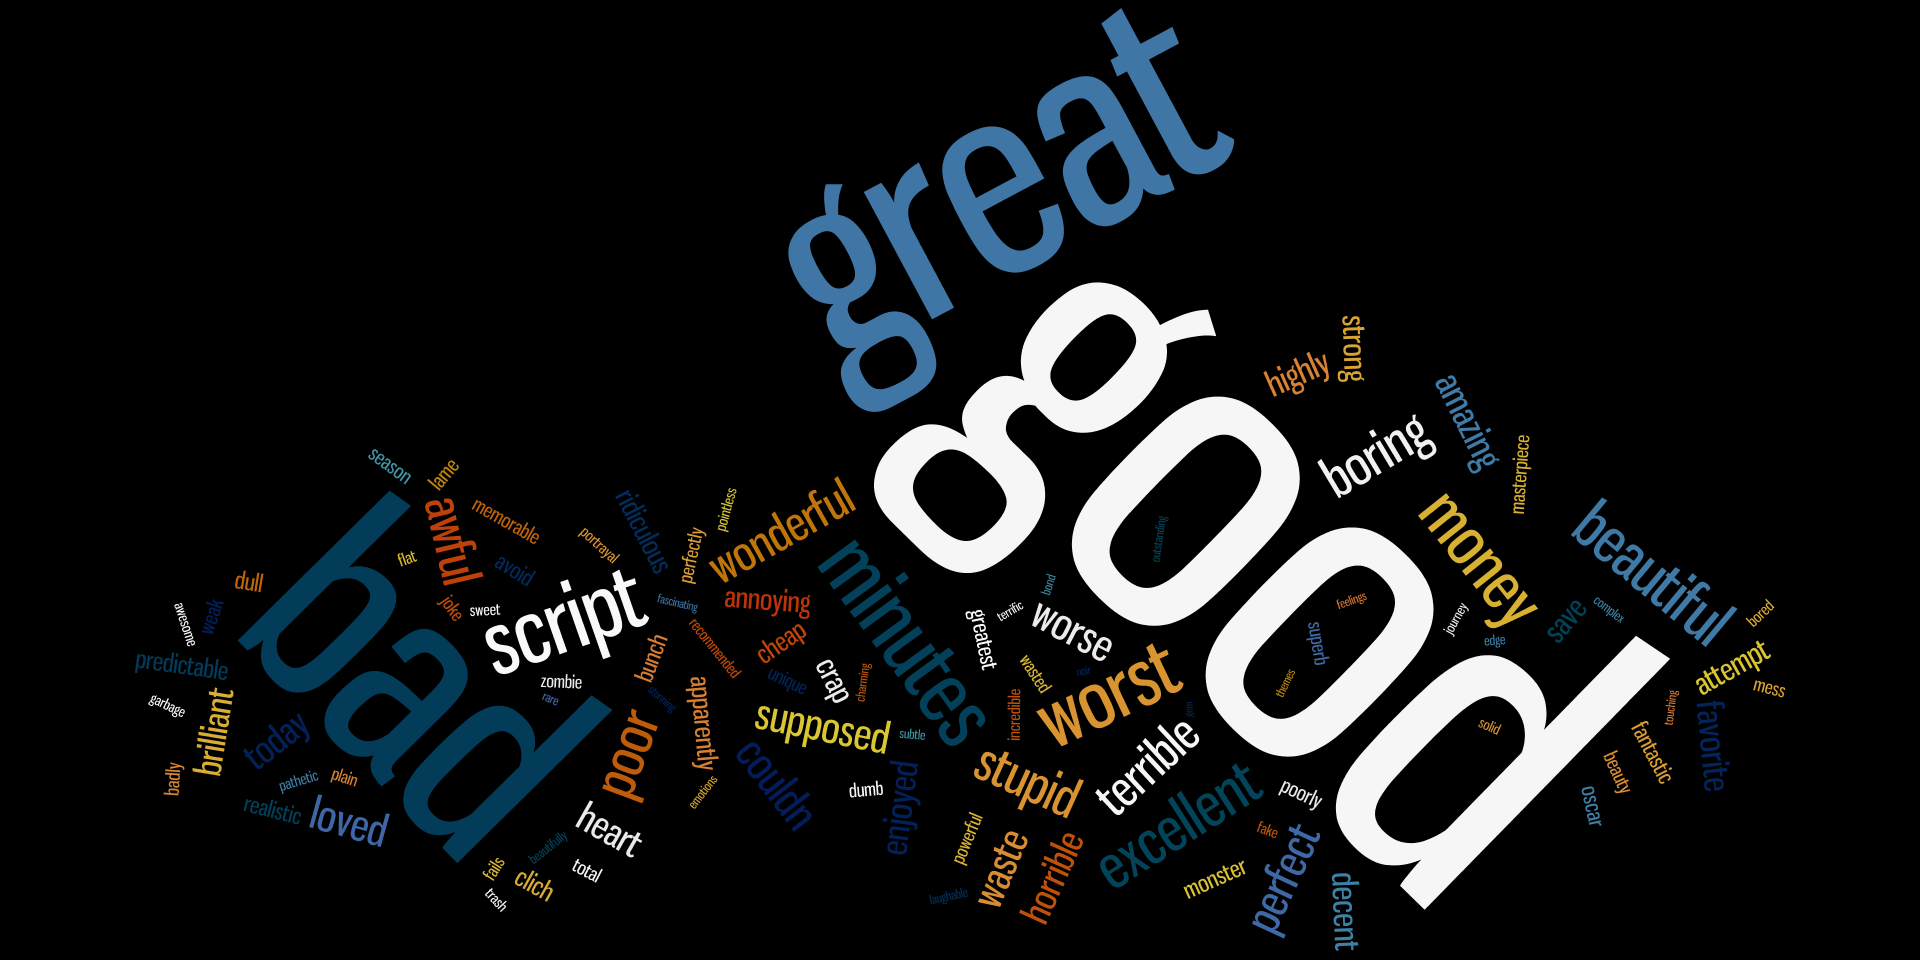 great
good
strong
highly
amazing
boring
masterpiece
season
lame
awful
memorable
ridiculous
pointless
wonderful
money
beautiful
bad
flat
avoid
portrayal
perfectly
minutes
outstanding
dull
awesome
weak
joke
sweet
script
fascinating
annoying
cheap
recommended
bond
terrific
greatest
worse
feelings
superb
journey
edge
save
complex
bored
predictable
zombie
rare
bunch
stunning
unique
crap
charming
wasted
noir
themes
attempt
mess
garbage
brilliant
today
poor
apparently
supposed
subtle
incredible
worst
solid
touching
favorite
fantastic
badly
pathetic
plain
realistic
loved
emotions
couldn
dumb
enjoyed
stupid
terrible
excellent
poorly
beauty
oscar
heart
beautifully
total
fails
clich
trash
powerful
laughable
waste
horrible
monster
fake
perfect
decent